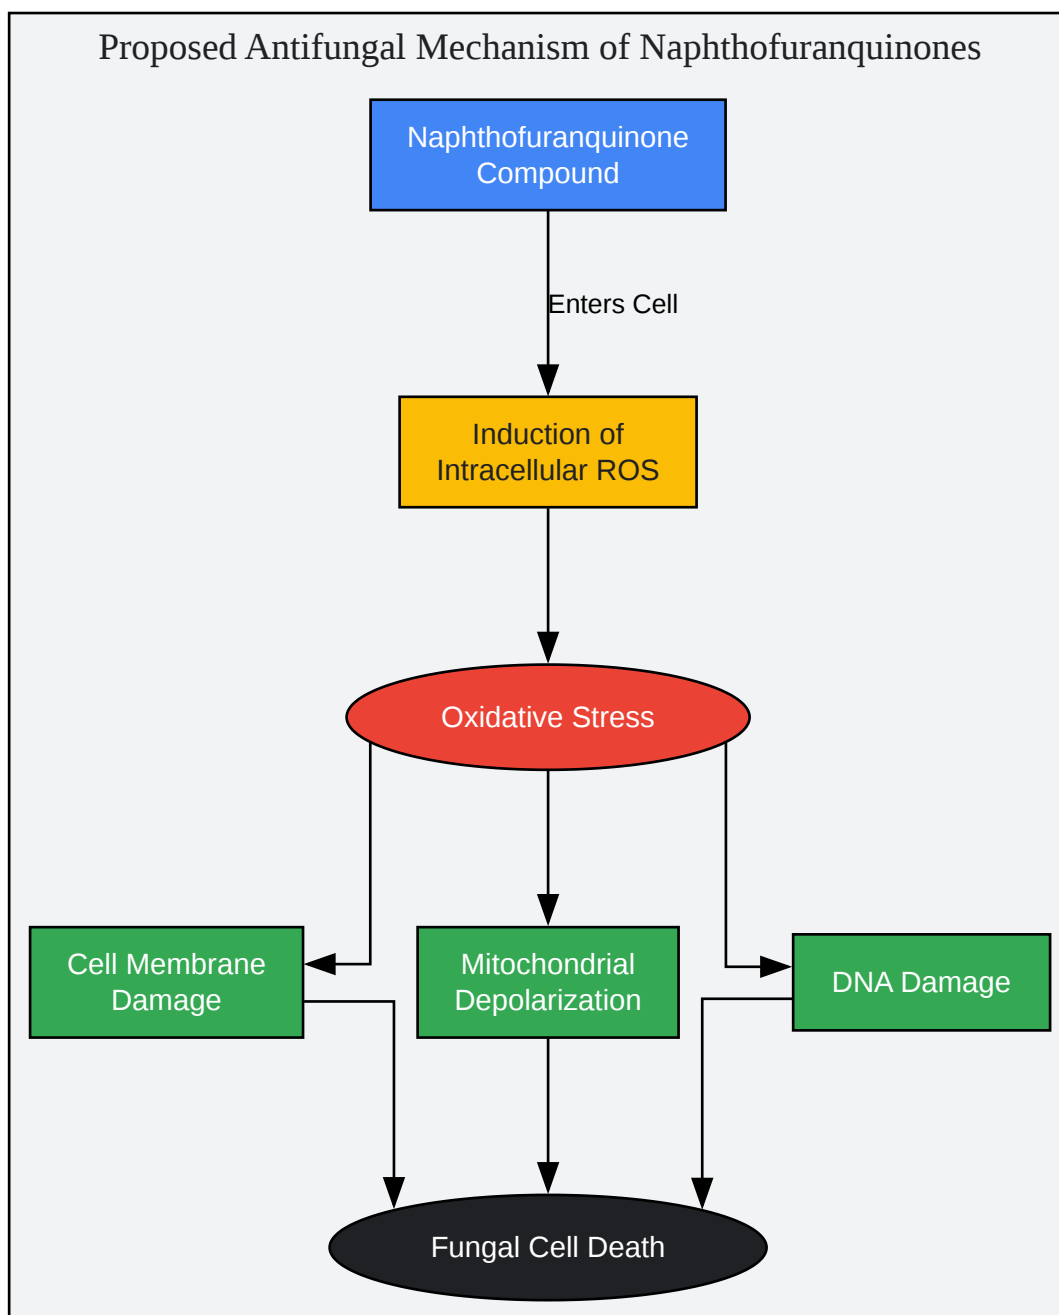 Proposed Antifungal Mechanism of Naphthofuranquinones
Naphthofuranquinone
Compound
Enters Cell
Induction of
Intracellular ROS
Oxidative Stress
Cell Membrane
Damage
Mitochondrial
Depolarization
DNA Damage
Fungal Cell Death